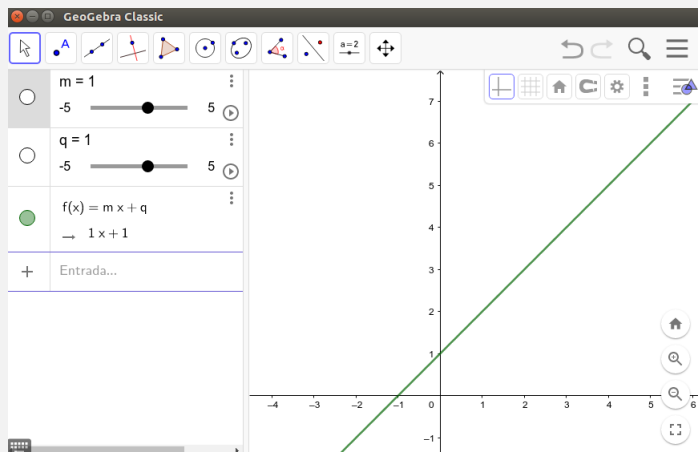 GeoGebra Classic
A
a=2
m = 1
-5 5
q = 1
-5 5
f(x) = m x + q
→ 1 x + 1
+ Entrada...
7
6
5
4
3
2
1
-4 -3 -2 -1 0 1 2 3 4 5 6
-1